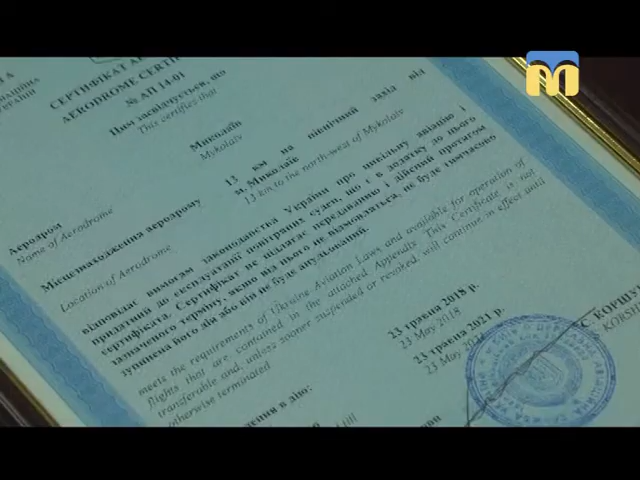 СЕРТИФІКАТ
AERODROME
№ АП 14-01
Цим засвідчується, що
This certifies that
Миколаїв
Mykolaiv
13 км на північний захід від
м. Миколаїв
13 km to the north-west of Mykolaiv
Аеродром
Name of Aerodrome
Місцезнаходження аеродрому
Location of Aerodrome
відповідає вимогам законодавства України про цивільну авіацію і
придатний до експлуатації повітряних суден, що є в додатку до цього
сертифіката. Сертифікат не підлягає передаванню і дійсний протягом
зазначеного терміну, якщо від нього не відмовляться, не буде тимчасово
зупинена його дія або він не буде анульований.
meets the requirements of Ukraine Aviation Laws and available for operation of
flights that are contained in the attached Appendix. This Certificate is not
transferable and, unless sooner suspended or revoked, will continue in effect until
otherwise terminated
23 травня 2018 р.
23 May 2018
23 травня 2021 р.
23 May